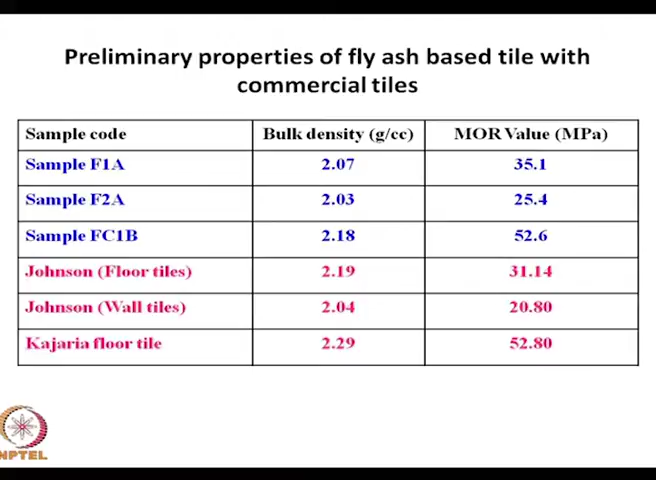 Preliminary properties of fly ash based tile with
commercial tiles
Sample code Bulk density (g/cc) MOR Value (MPa)
Sample F1A 2.07 35.1
Sample F2A 2.03 25.4
Sample FC1B 2.18 52.6
Johnson (Floor tiles) 2.19 31.14
Johnson (Wall tiles) 2.04 20.80
Kajaria floor tile 2.29 52.80
NPTEL